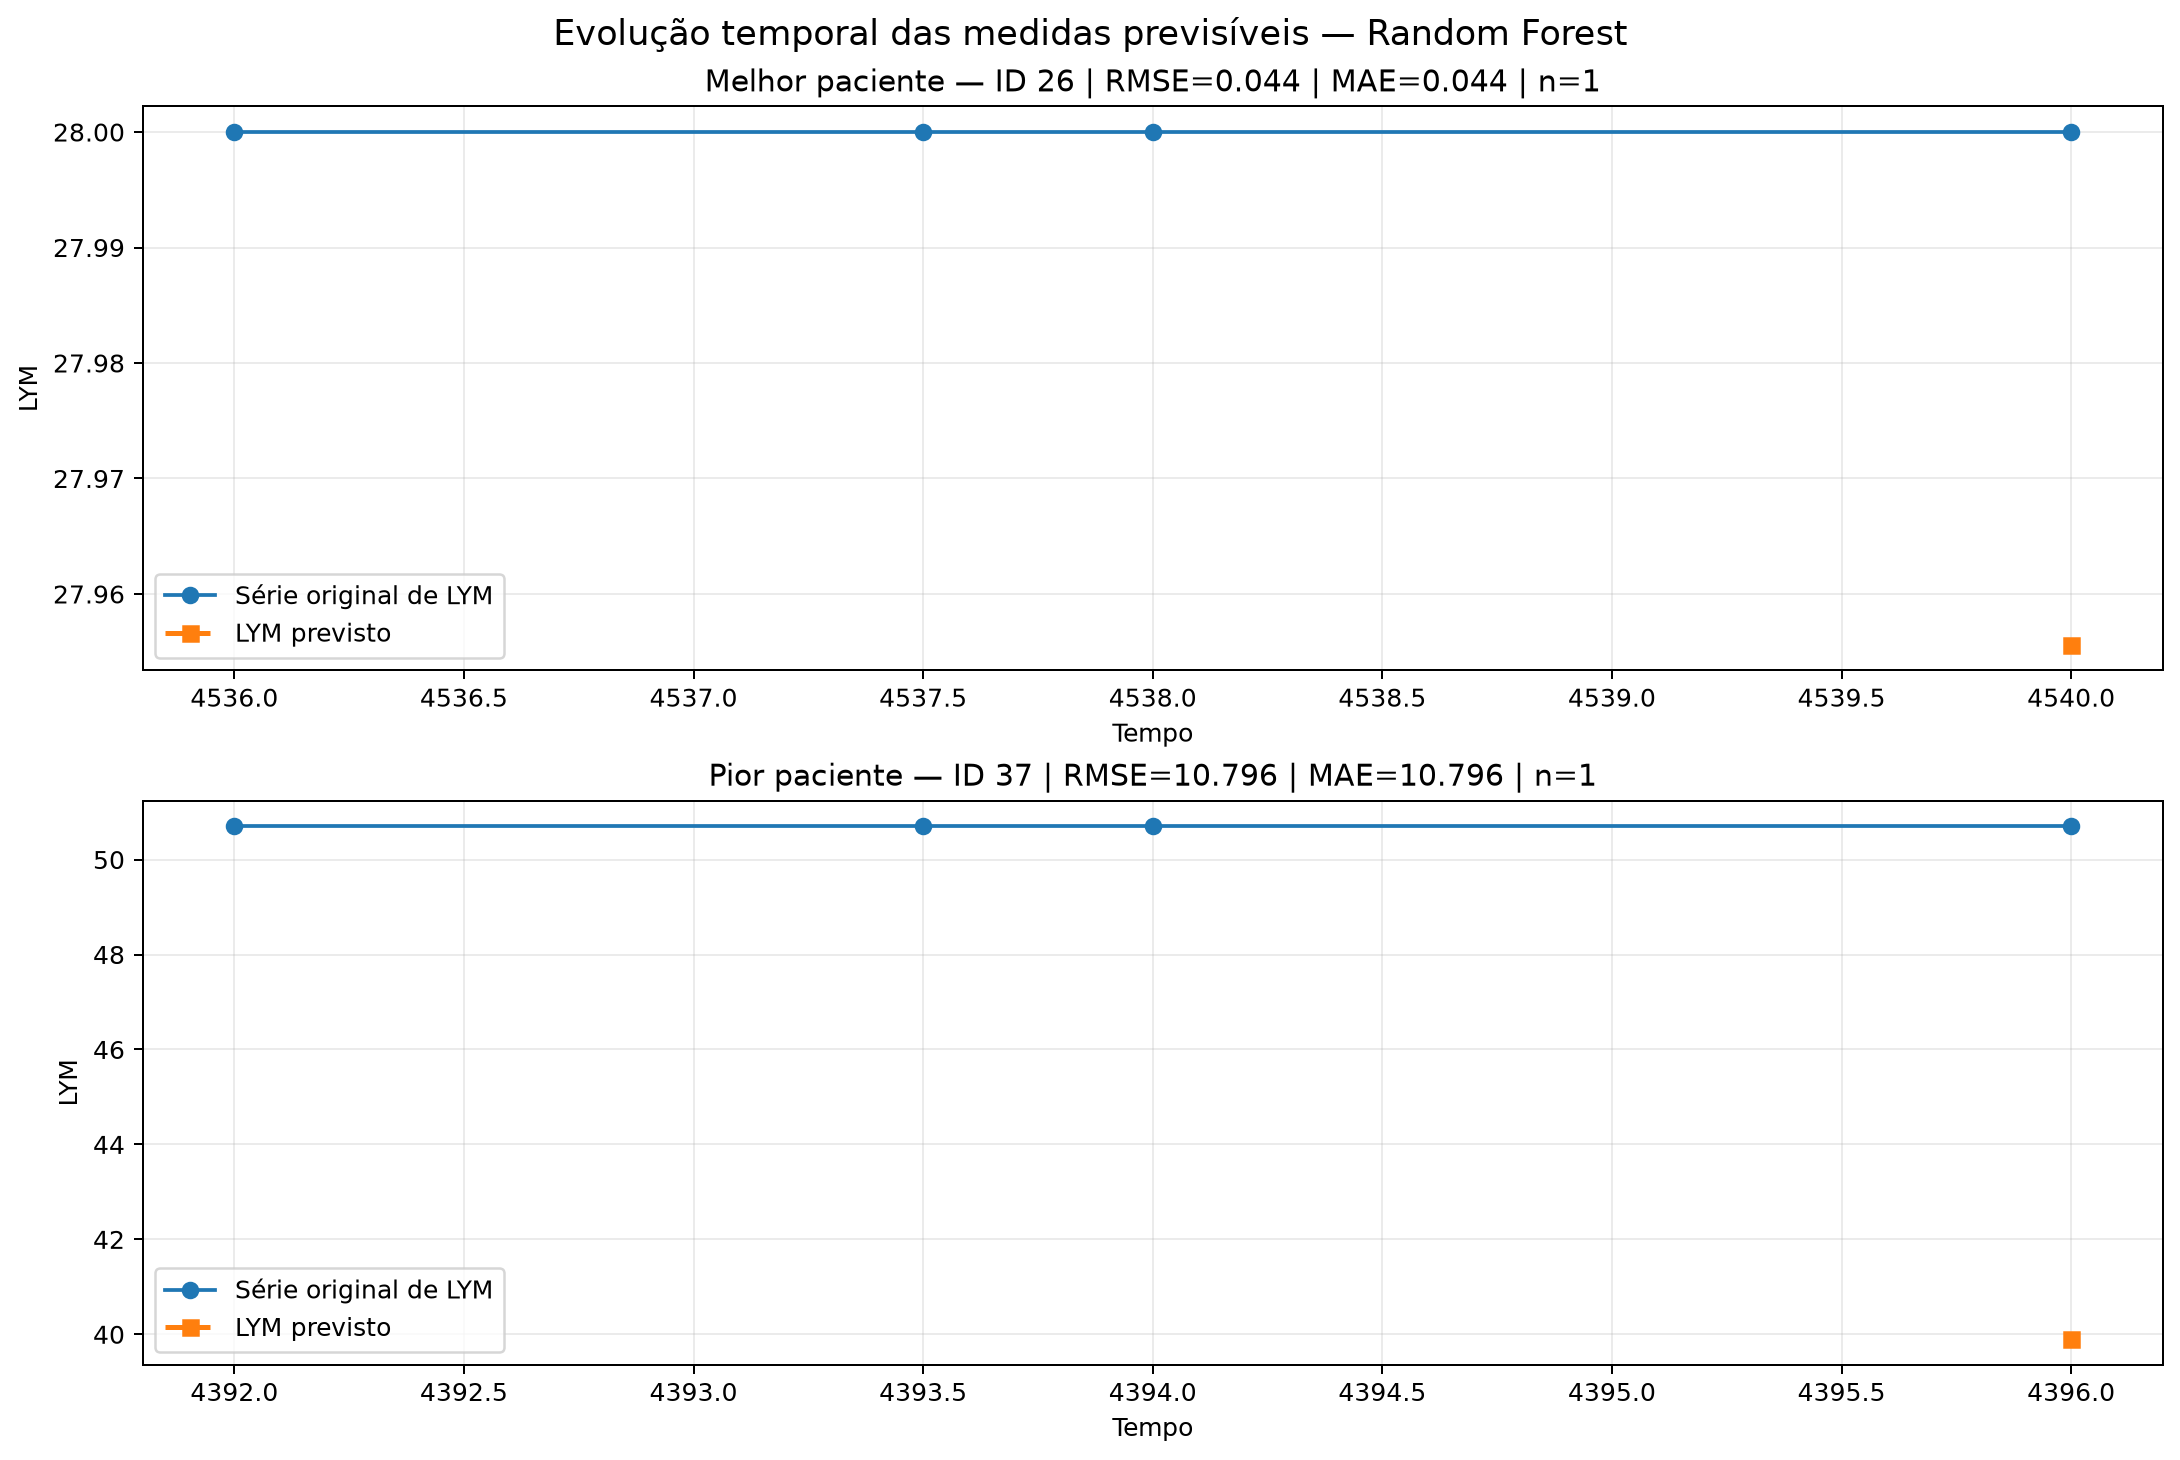 Evolução temporal das medidas previsíveis — Random Forest
Melhor paciente — ID 26 | RMSE=0.044 | MAE=0.044 | n=1
28.00
27.99
27.98
27.97
27.96
LYM
Série original de LYM
LYM previsto
4536.0 4536.5 4537.0 4537.5 4538.0 4538.5 4539.0 4539.5 4540.0
Tempo
Pior paciente — ID 37 | RMSE=10.796 | MAE=10.796 | n=1
50
48
46
44
42
40
LYM
Série original de LYM
LYM previsto
4392.0 4392.5 4393.0 4393.5 4394.0 4394.5 4395.0 4395.5 4396.0
Tempo